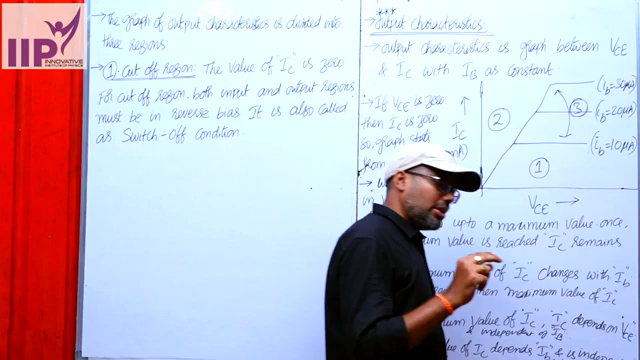 IIP
INNOVATIVE
INSTITUTE OF PHYSICS
→ The graph of output characteristics is divided into
three regions
→ ① Cut off Region: The value of "Ic" is zero
For cut off region both input and output Regions
must be in reverse bias It is also called
as Switch-Off Condition.
***
Output Characteristics:
→ output characteristics is graph between VCE
& Ic with IB as constant
→ If VCE is zero
then Ic is zero
So, graph
from
Ic
↑
②
①
③
(ib=30μA)
(ib=20μA)
(ib=10μA)
VCE →
upto a maximum value once,
value is reached "Ic" remains
of "Ic" Changes with Ib
maximum value of "Ic
value of "Ic", "Ic depends on "VCE"
& independent of IB
of Ic depends "Ib" & is